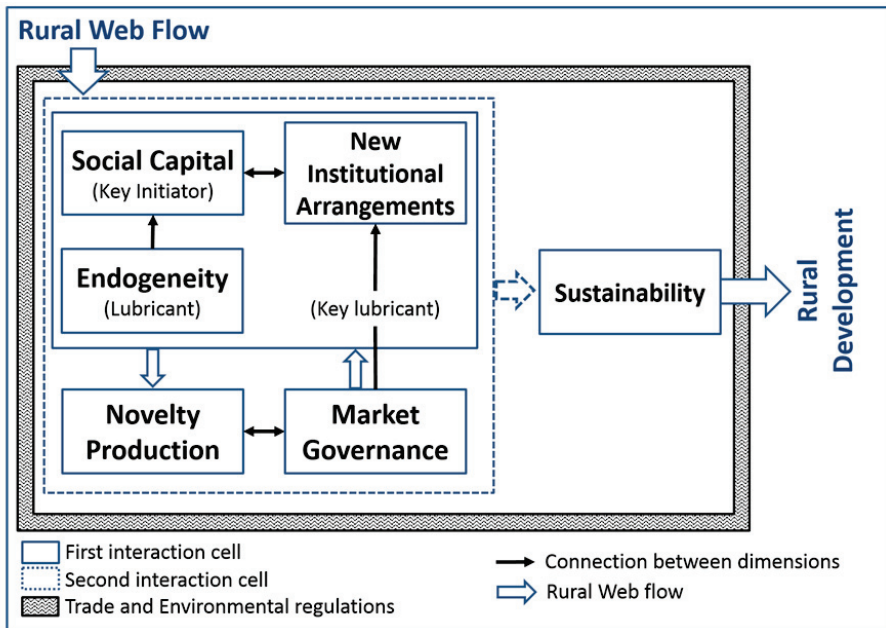 Rural Web Flow
Social Capital
(Key Initiator)
New
Institutional
Arrangements
Endogeneity
(Lubricant)
(Key lubricant)
Sustainability
Rural
Development
Novelty
Production
Market
Governance
First interaction cell
Second interaction cell
Trade and Environmental regulations
Connection between dimensions
Rural Web flow